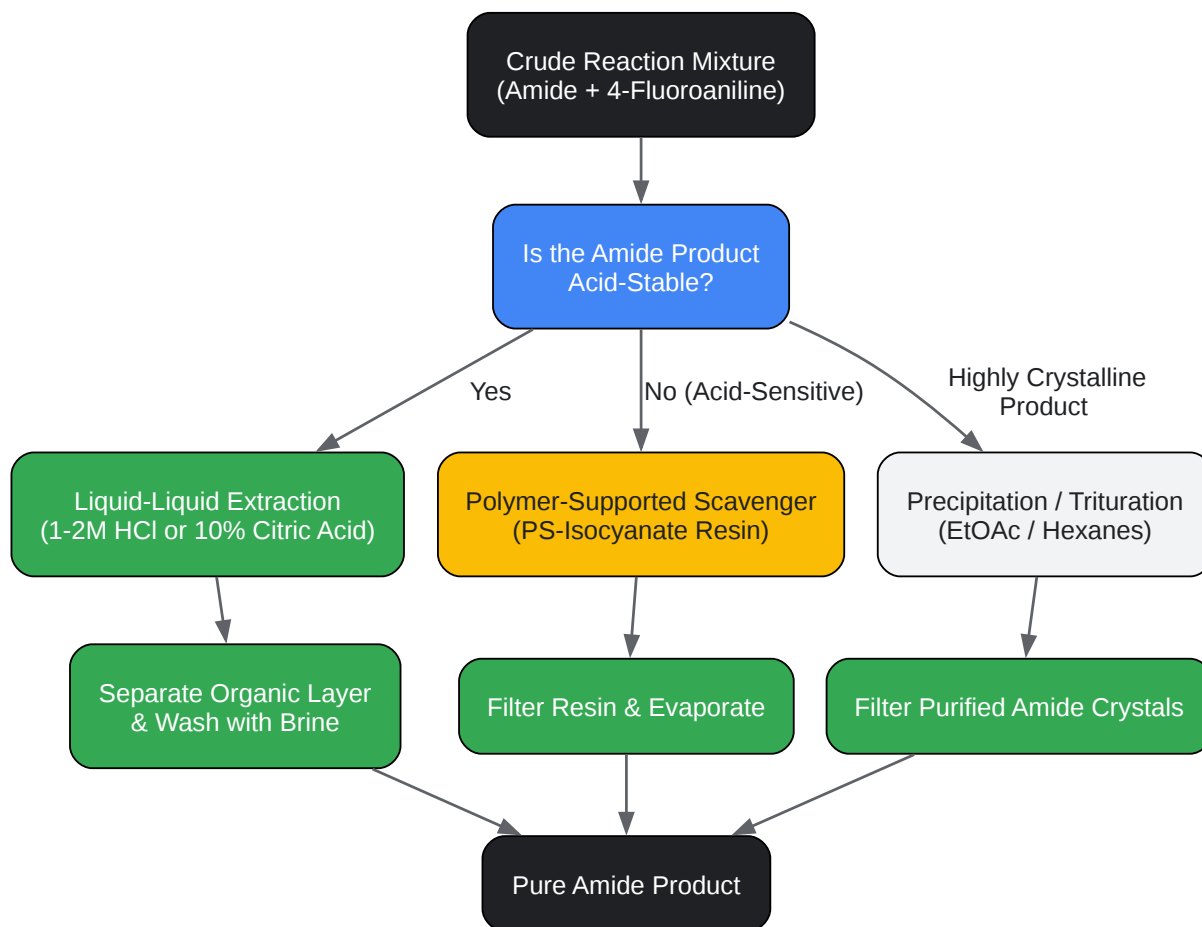 Crude Reaction Mixture
(Amide + 4-Fluoroaniline)
Is the Amide Product
Acid-Stable?
Yes
No (Acid-Sensitive)
Highly Crystalline
Product
Liquid-Liquid Extraction
(1-2M HCl or 10% Citric Acid)
Polymer-Supported Scavenger
(PS-Isocyanate Resin)
Precipitation / Trituration
(EtOAc / Hexanes)
Separate Organic Layer
& Wash with Brine
Filter Resin & Evaporate
Filter Purified Amide Crystals
Pure Amide Product